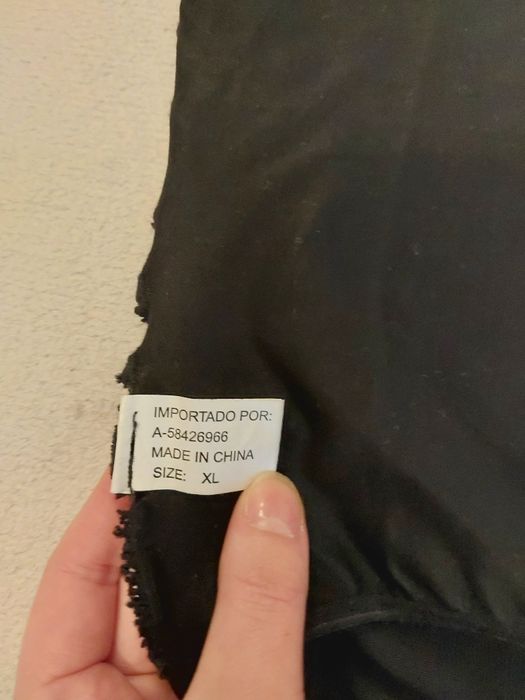 IMPORTADO POR:
A-58426966
MADE IN CHINA
SIZE: XL